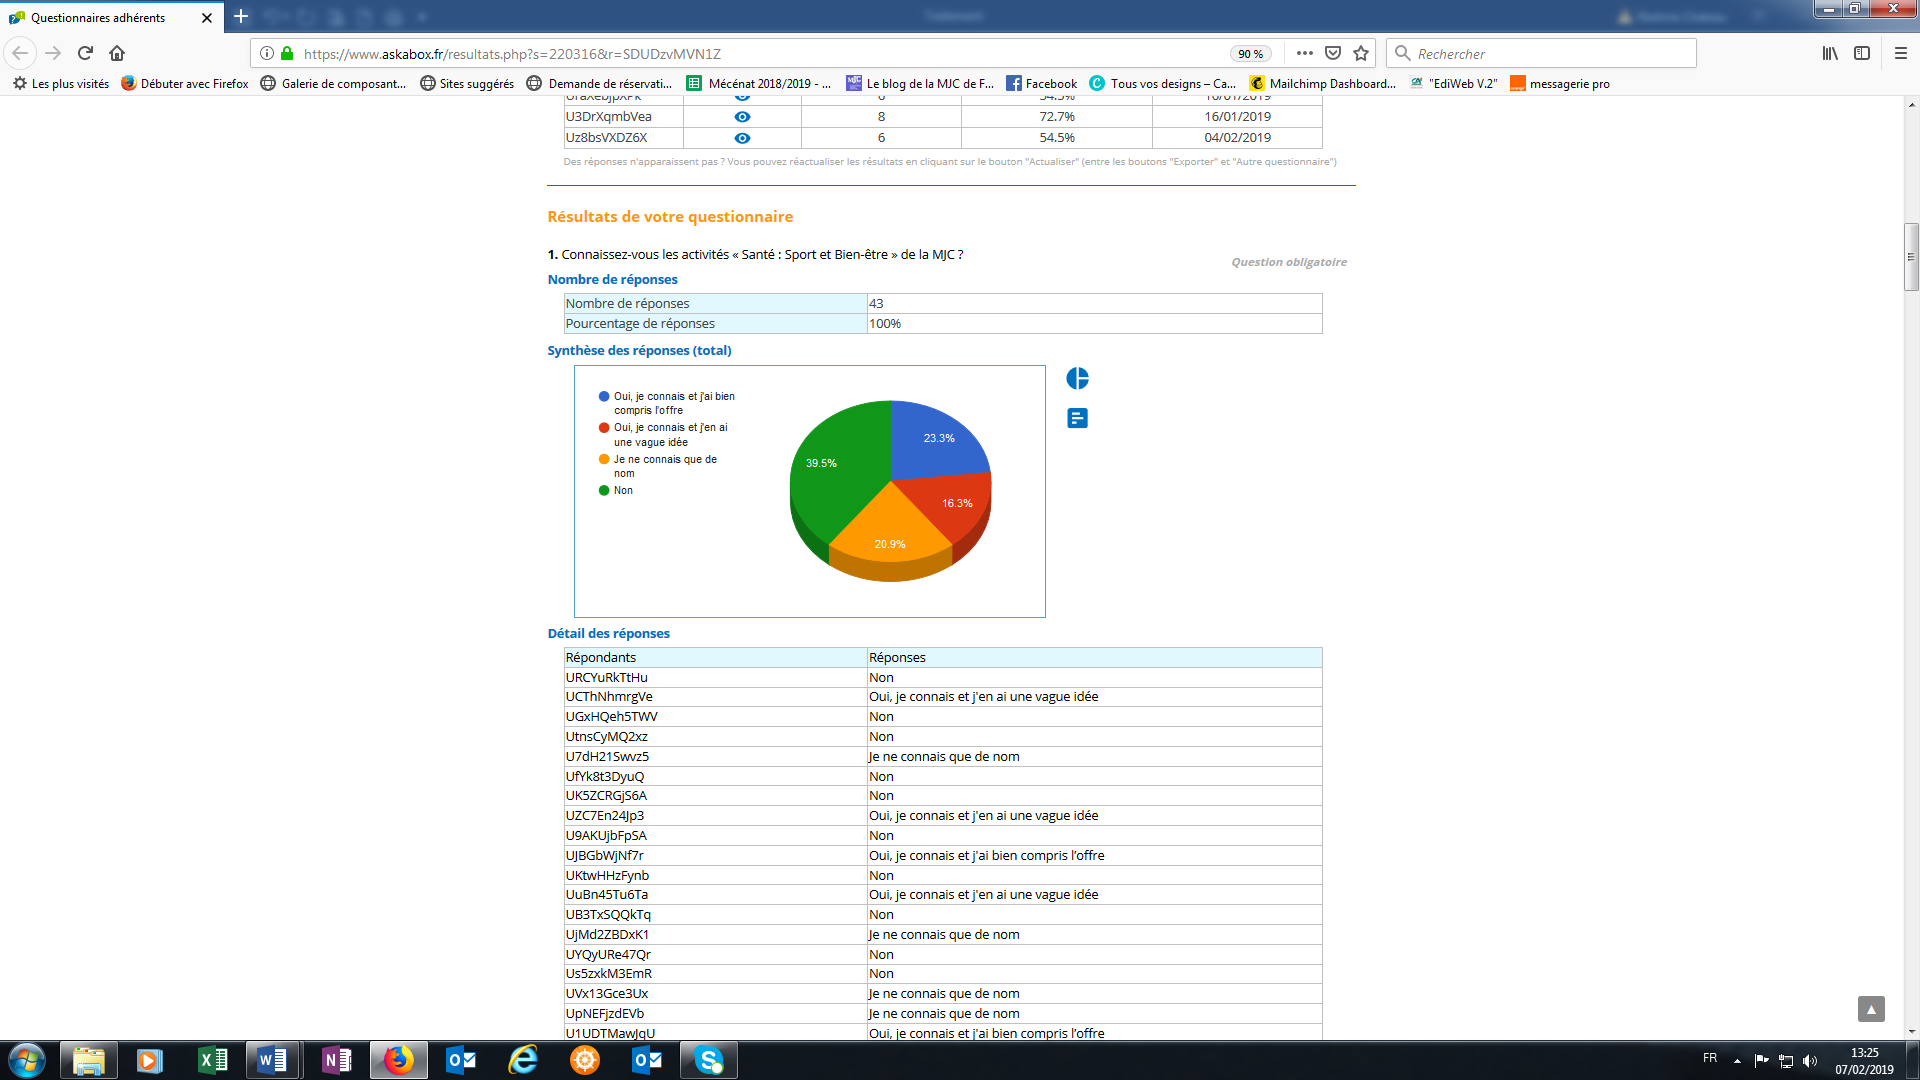 Questionnaires adhérents
Traitement
https://www.askabox.fr/resultats.php?s=220316&r=SDUDzvMVN1Z
90 %
Rechercher
Les plus visités
Débuter avec Firefox
Galerie de composant...
Sites suggérés
Demande de réservati...
Mécénat 2018/2019 - ...
Le blog de la MJC de F...
Facebook
Tous vos designs – Ca...
Mailchimp Dashboard...
"EdiWeb V.2"
messagerie pro
6 54.5% 16/01/2019
U3DrXqmbVea 8 72.7% 16/01/2019
Uz8bsVXDZ6X 6 54.5% 04/02/2019
Des réponses n'apparaissent pas ? Vous pouvez réactualiser les résultats en cliquant sur le bouton "Actualiser" (entre les boutons "Exporter" et "Autre questionnaire")
Résultats de votre questionnaire
1. Connaissez-vous les activités « Santé : Sport et Bien-être » de la MJC ?
Question obligatoire
Nombre de réponses
Nombre de réponses 43
Pourcentage de réponses 100%
Synthèse des réponses (total)
Oui, je connais et j'ai bien
compris l'offre
Oui, je connais et j'en ai
une vague idée
Je ne connais que de
nom
Non
23.3%
39.5%
16.3%
20.9%
Détail des réponses
Répondants Réponses
URCYuRkTtHu Non
UCThNhmrgVe Oui, je connais et j'en ai une vague idée
UGxHQeh5TWV Non
UtnsCyMQ2xz Non
U7dH21Swvz5 Je ne connais que de nom
UfYk8t3DyuQ Non
UK5ZCRGjS6A Non
UZC7En24Jp3 Oui, je connais et j'en ai une vague idée
U9AKUjbFpSA Non
UJBGbWjNf7r Oui, je connais et j'ai bien compris l'offre
UKtwHHzFynb Non
UuBn45Tu6Ta Oui, je connais et j'en ai une vague idée
UB3TxSQQkTq Non
UjMd2ZBDxK1 Je ne connais que de nom
UYQyURe47Qr Non
Us5zxkM3EmR Non
UVx13Gce3Ux Je ne connais que de nom
UpNEFjzdEVb Je ne connais que de nom
U1UDTMawJqU Oui, je connais et j'ai bien compris l'offre
FR
13:25
07/02/2019